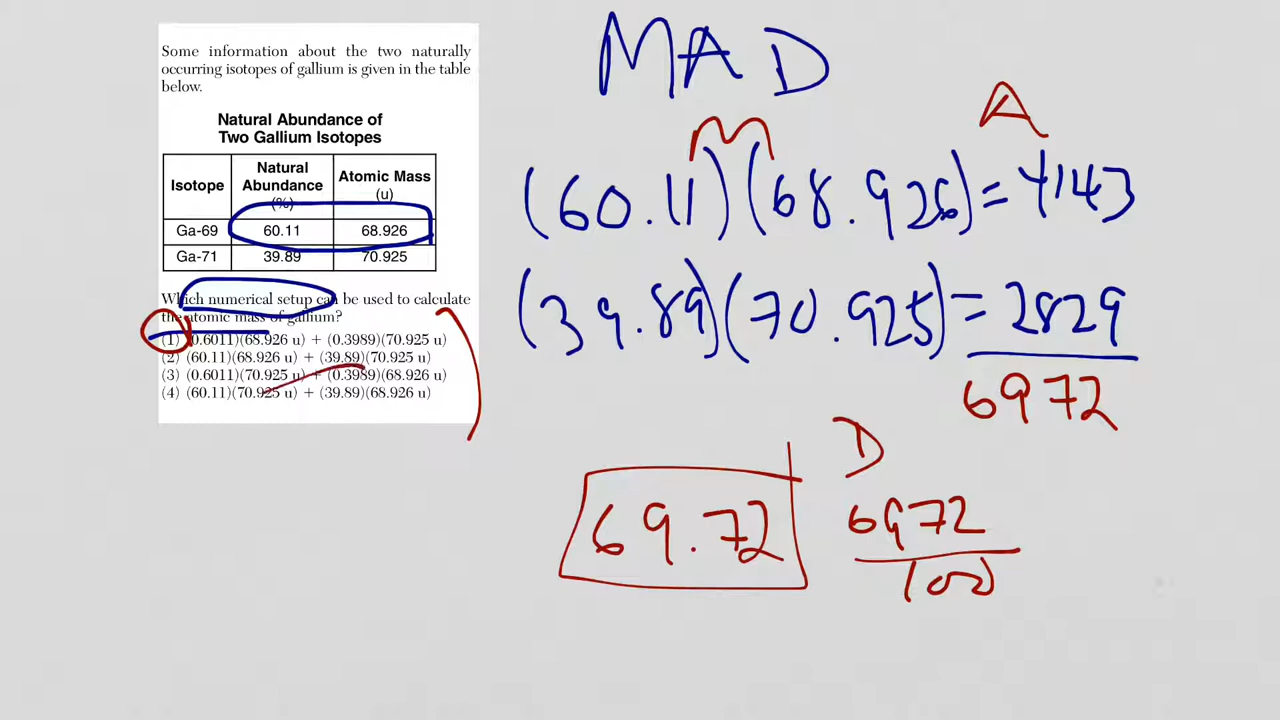 Some information about the two naturally
occurring isotopes of gallium is given in the table
below.
Natural Abundance of
Two Gallium Isotopes
Isotope Natural Abundance (%) Atomic Mass (u)
Ga-69 60.11 68.926
Ga-71 39.89 70.925
Which numerical setup can be used to calculate
the atomic mass of gallium?
(1) (0.6011)(68.926 u) + (0.3989)(70.925 u)
(2) (60.11)(68.926 u) + (39.89)(70.925 u)
(3) (0.6011)(70.925 u) + (0.3989)(68.926 u)
(4) (60.11)(70.925 u) + (39.89)(68.926 u)
MAD
M A
(60.11)(68.926)=4143
(39.89)(70.925)=2829
6972
D
6972
100
69.72